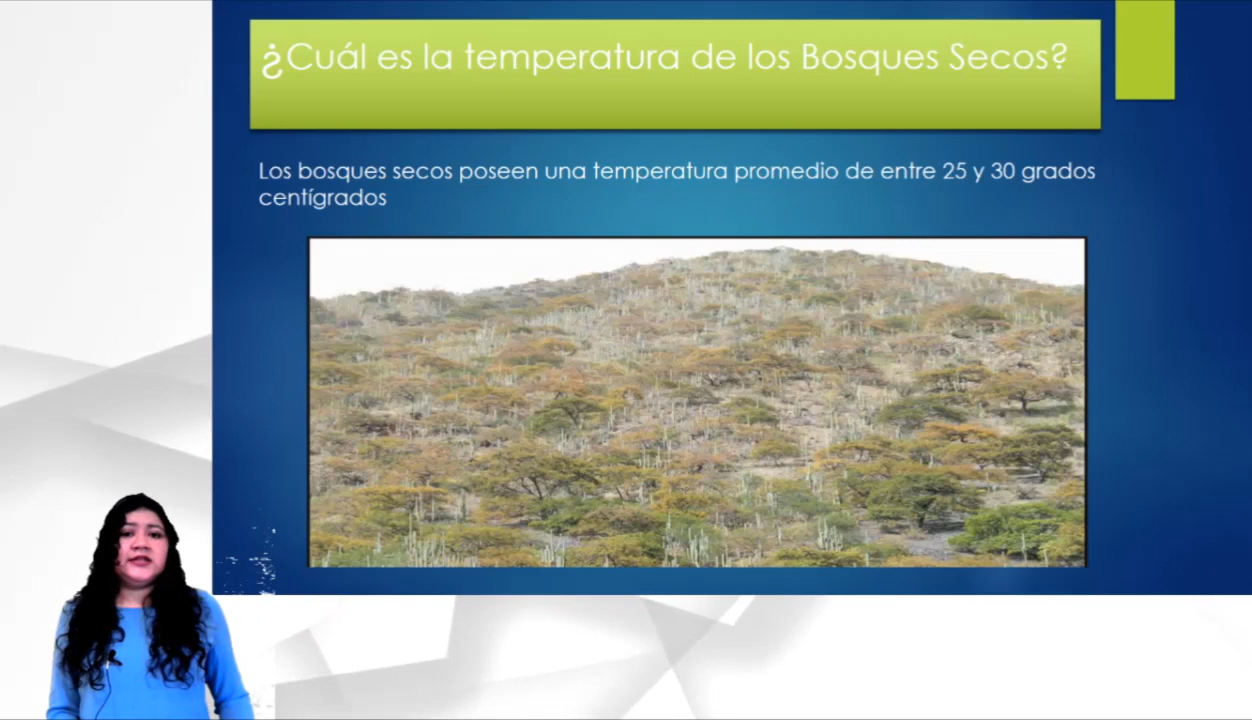 ¿Cuál es la temperatura de los Bosques Secos?
Los bosques secos poseen una temperatura promedio de entre 25 y 30 grados
centígrados